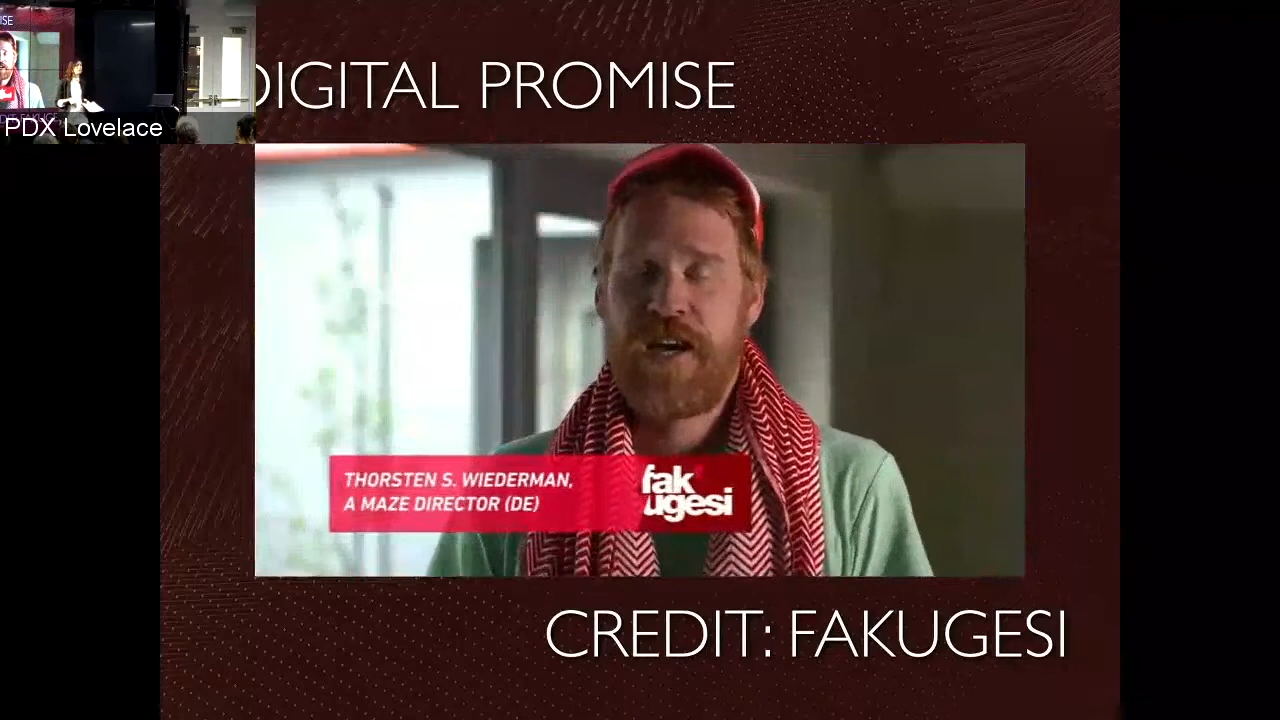 DIGITAL PROMISE
PDX Lovelace
THORSTEN S. WIEDERMAN,
A MAZE DIRECTOR (DE)
fak
ugesi
CREDIT: FAKUGESI